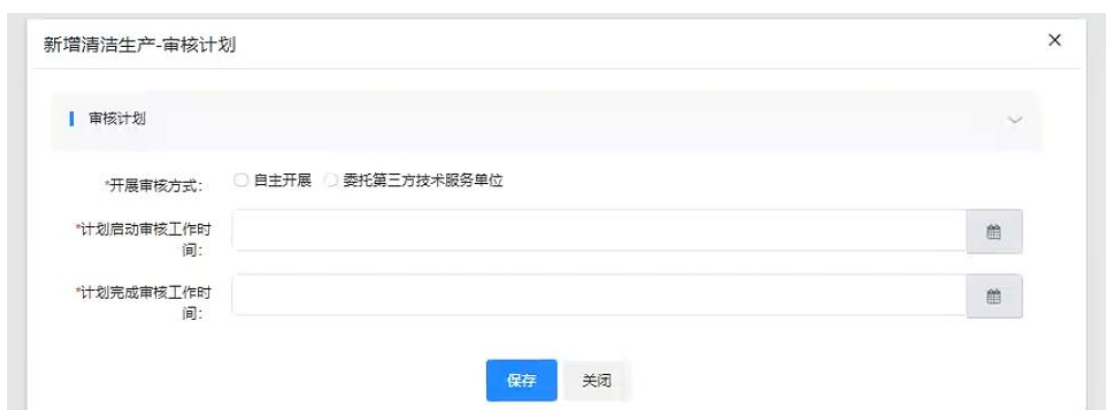 新增清洁生产-审核计划
审核计划
*开展审核方式： 自主开展 委托第三方技术服务单位
*计划启动审核工作时
间：
*计划完成审核工作时
间：
保存 关闭